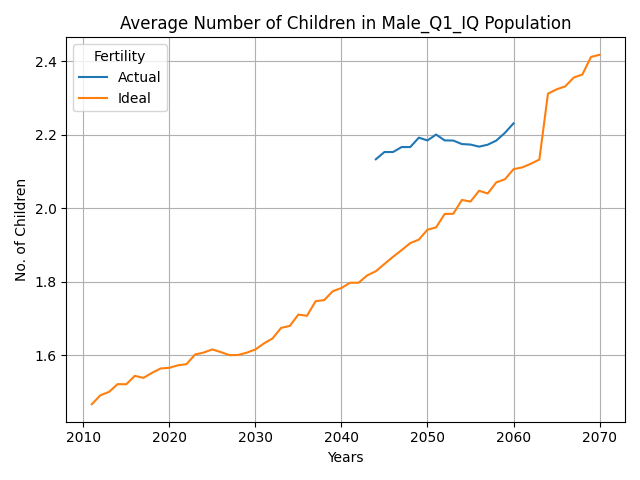 Average Number of Children in Male_Q1_IQ Population
Fertility
Actual
Ideal
No. of Children
2.4
2.2
2.0
1.8
1.6
2010 2020 2030 2040 2050 2060 2070
Years